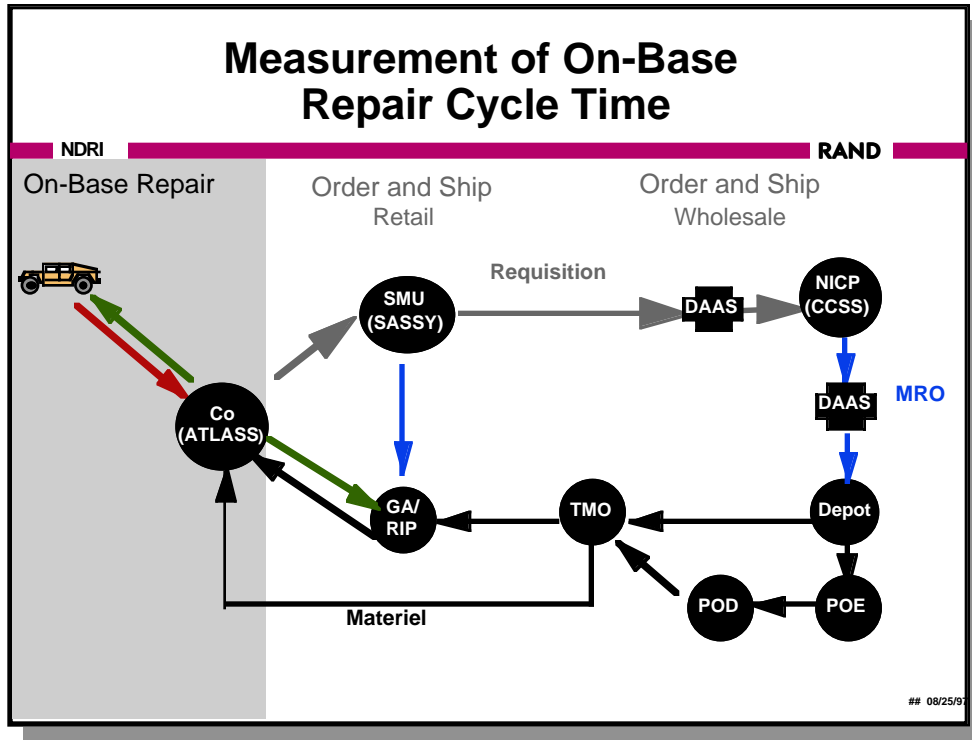 Measurement of On-Base
Repair Cycle Time
NDRI
RAND
On-Base Repair
Order and Ship
Retail
Order and Ship
Wholesale
Requisition
SMU
(SASSY)
DAAS
NICP
(CCSS)
MRO
DAAS
Co
(ATLASS)
GA/
RIP
TMO
Depot
Materiel
POD
POE
## 08/25/97